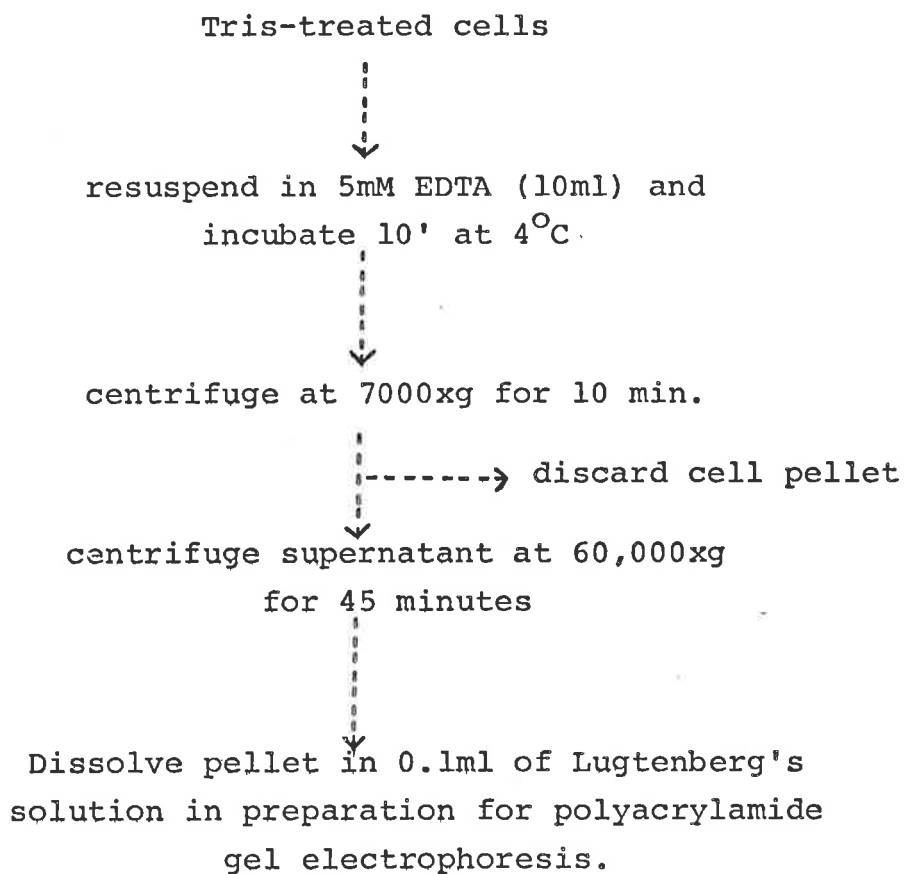 Tris-treated cells
resuspend in 5mM EDTA (10ml) and
incubate 10' at 4°C
centrifuge at 7000xg for 10 min.
discard cell pellet
centrifuge supernatant at 60,000xg
for 45 minutes
Dissolve pellet in 0.1ml of Lugtenberg's
solution in preparation for polyacrylamide
gel electrophoresis.